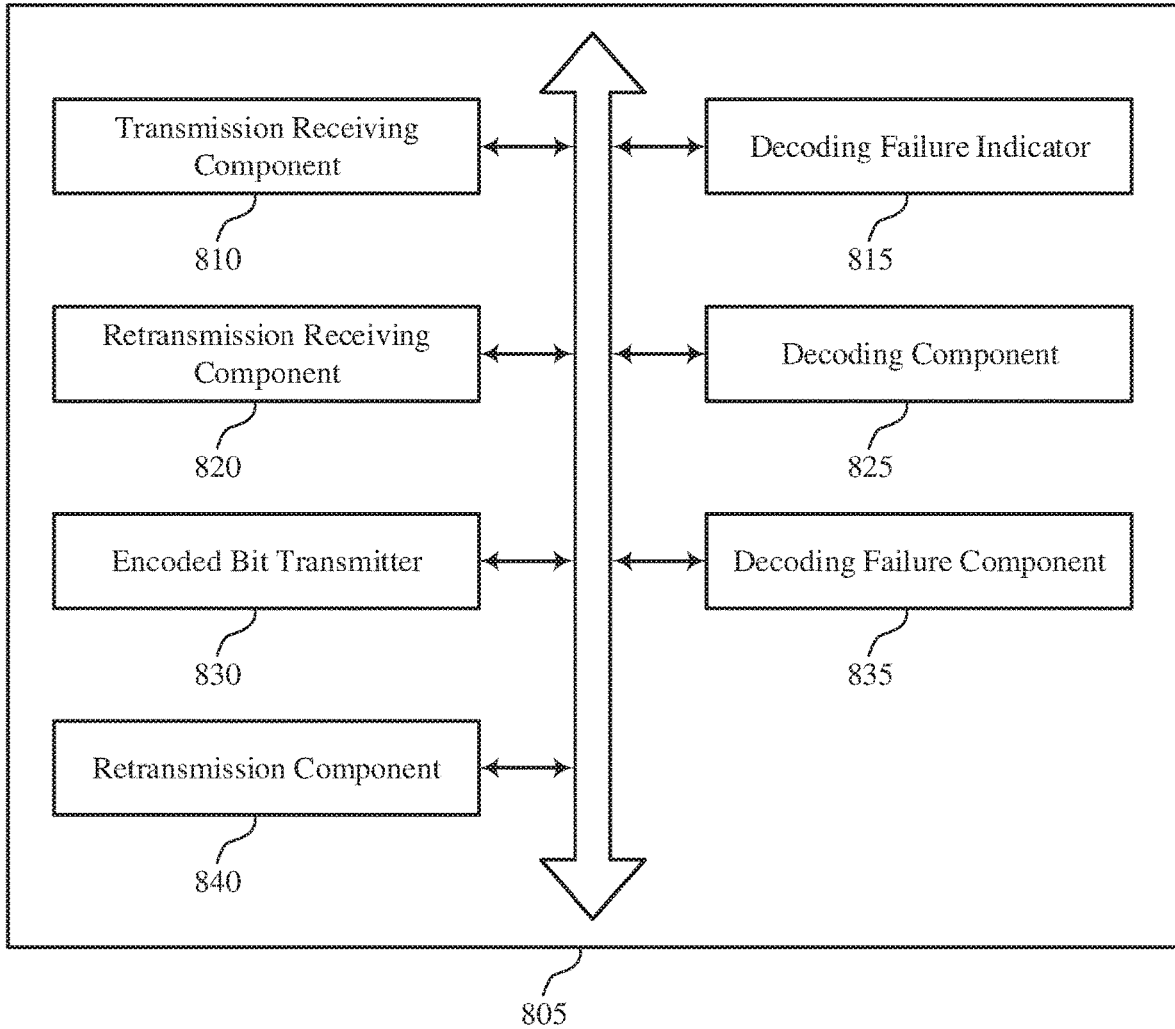 Transmission Receiving
Component
810
Decoding Failure Indicator
815
Retransmission Receiving
Component
820
Decoding Component
825
Encoded Bit Transmitter
830
Decoding Failure Component
835
Retransmission Component
840
805